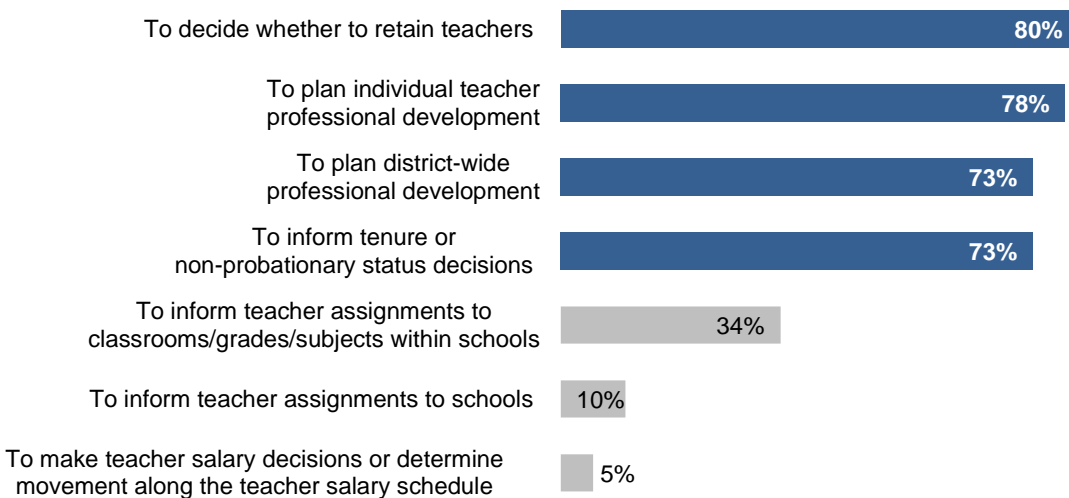 To decide whether to retain teachers
80%
To plan individual teacher
professional development
78%
To plan district-wide
professional development
73%
To inform tenure or
non-probationary status decisions
73%
To inform teacher assignments to
classrooms/grades/subjects within schools
34%
To inform teacher assignments to schools
10%
To make teacher salary decisions or determine
movement along the teacher salary schedule
5%